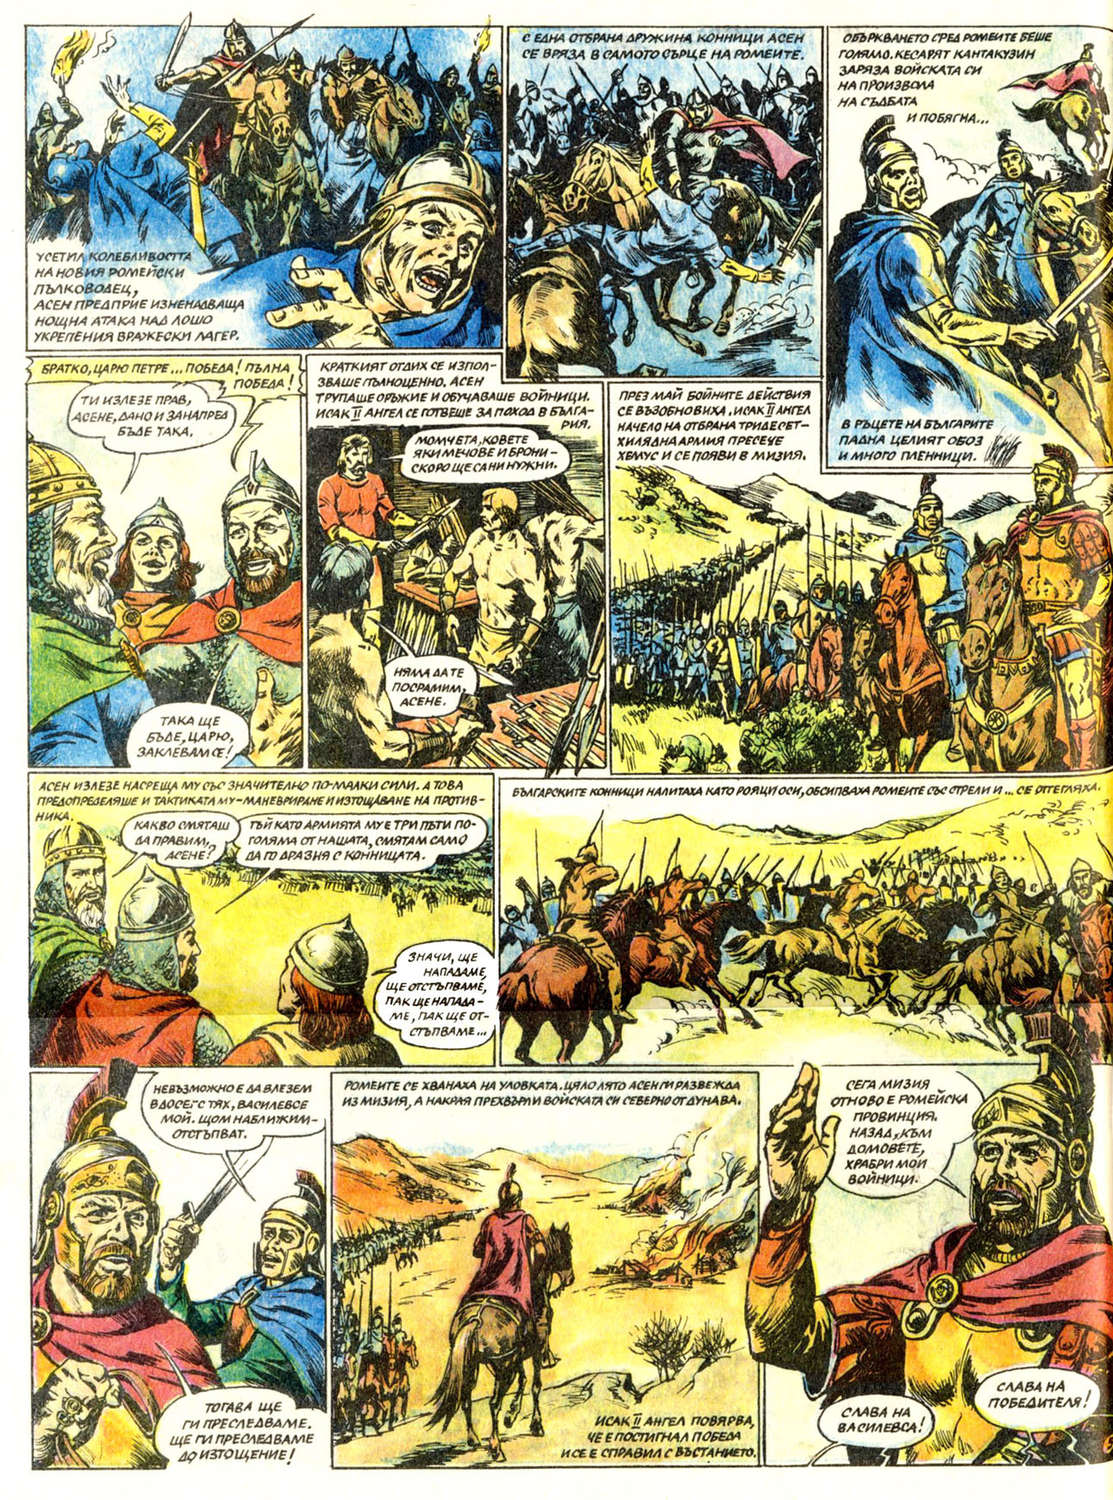 УСЕТИЛ КОЛЕБЛИВОСТТА
НА НОВИЯ РОМЕЙСКИ
ПЪЛКОВОДЕЦ,
АСЕН ПРЕДПРИЕ ИЗНЕНАДВАЩА
НОЩНА АТАКА НАД ЛОШО
УКРЕПЕНИЯ ВРАЖЕСКИ ЛАГЕР.
С ЕДНА ОТБРАНА ДРУЖИНА КОННИЦИ АСЕН
СЕ ВРЯЗА В САМОТО СЪРЦЕ НА РОМЕИТЕ.
ОБЪРКВАНЕТО СРЕД РОМЕИТЕ БЕШЕ
ГОЛЯМО. КЕСАРЯТ КАНТАКУЗИН
ЗАРЯЗА ВОЙСКАТА СИ
НА ПРОИЗВОЛА
НА СЪДБАТА
И ПОБЯГНА...
В РЪЦЕТЕ НА БЪЛГАРИТЕ
ПАДНА ЦЕЛИЯТ ОБОЗ
И МНОГО ПЛЕННИЦИ.
БРАТКО, ЦАРЮ ПЕТРЕ... ПОБЕДА! ПЪЛНА
ПОБЕДА!
ТИ ИЗЛЕЗЕ ПРАВ,
АСЕНЕ, ДАНО И ЗАНАПРЕД
БЪДЕ ТАКА.
ТАКА ЩЕ
БЪДЕ, ЦАРЮ,
ЗАКЛЕВАМ СЕ!
КРАТКИЯТ ОТДИХ СЕ ИЗПОЛ-
ЗВАШЕ ПЪЛНОЦЕННО. АСЕН
ТРУПАШЕ ОРЪЖИЕ И ОБУЧАВАШЕ ВОЙНИЦИ.
ИСАК II АНГЕЛ СЕ ГОТВЕШЕ ЗА ПОХОД В БЪЛГА-
РИЯ.
МОМЧЕТА, КОВЕТЕ
ЯКИ МЕЧОВЕ И БРОНИ -
СКОРО ЩЕ СА НИ НУЖНИ.
НЯМА ДА ТЕ
ПОСРАМИМ,
АСЕНЕ.
ПРЕЗ МАЙ БОЙНИТЕ ДЕЙСТВИЯ
СЕ ВЪЗОБНОВИХА. ИСАК II АНГЕЛ
НАЧЕЛО НА ОТБРАНА ТРИДЕСЕТ-
ХИЛЯДНА АРМИЯ ПРЕСЕЧЕ
ХЕМУС И СЕ ПОЯВИ В МИЗИЯ.
АСЕН ИЗЛЕЗЕ НАСРЕЩА МУ СЪС ЗНАЧИТЕЛНО ПО-МАЛКИ СИЛИ. А ТОВА
ПРЕДОПРЕДЕЛЯШЕ И ТАКТИКАТА МУ - МАНЕВРИРАНЕ И ИЗТОЩАВАНЕ НА ПРОТИВ-
НИКА.
КАКВО СМЯТАШ
ДА ПРАВИМ,
АСЕНЕ?
ТЪЙ КАТО АРМИЯТА МУ Е ТРИ ПЪТИ ПО-
ГОЛЯМА ОТ НАШАТА, СМЯТАМ САМО
ДА ГО ДРАЗНЯ С КОННИЦАТА.
ЗНАЧИ, ЩЕ
НАПАДАМЕ,
ЩЕ ОТСТЪПВАМЕ,
ПАК ЩЕ НАПАДА-
МЕ, ПАК ЩЕ ОТ-
СТЪПВАМЕ...
БЪЛГАРСКИТЕ КОННИЦИ НАЛИТАХА КАТО РОЯЦИ ОСИ, ОБСИПВАХА РОМЕИТЕ СЪС СТРЕЛИ И ... СЕ ОТТЕГЛЯХА.
НЕВЪЗМОЖНО Е ДА ВЛЕЗЕМ
В ДОСЕГ С ТЯХ, ВАСИЛЕВСЕ
МОЙ. ЩОМ НАБЛИЖИМ -
ОТСТЪПВАТ.
ТОГАВА ЩЕ
ГИ ПРЕСЛЕДВАМЕ.
ЩЕ ГИ ПРЕСЛЕДВАМЕ
ДО ИЗТОЩЕНИЕ!
РОМЕИТЕ СЕ ХВАНАХА НА УЛОВКАТА. ЦЯЛО ЛЯТО АСЕН ГИ РАЗВЕЖДА
ИЗ МИЗИЯ, А НАКРАЯ ПРЕХВЪРЛИ ВОЙСКАТА СИ СЕВЕРНО ОТ ДУНАВА.
ИСАК II АНГЕЛ ПОВЯРВА,
ЧЕ Е ПОСТИГНАЛ ПОБЕДА
И СЕ Е СПРАВИЛ С ВЪСТАНИЕТО.
СЕГА МИЗИЯ
ОТНОВО Е РОМЕЙСКА
ПРОВИНЦИЯ.
НАЗАД, КЪМ
ДОМОВЕТЕ,
ХРАБРИ МОИ
ВОЙНИЦИ.
СЛАВА НА
ВАСИЛЕВСА!
СЛАВА НА
ПОБЕДИТЕЛЯ!